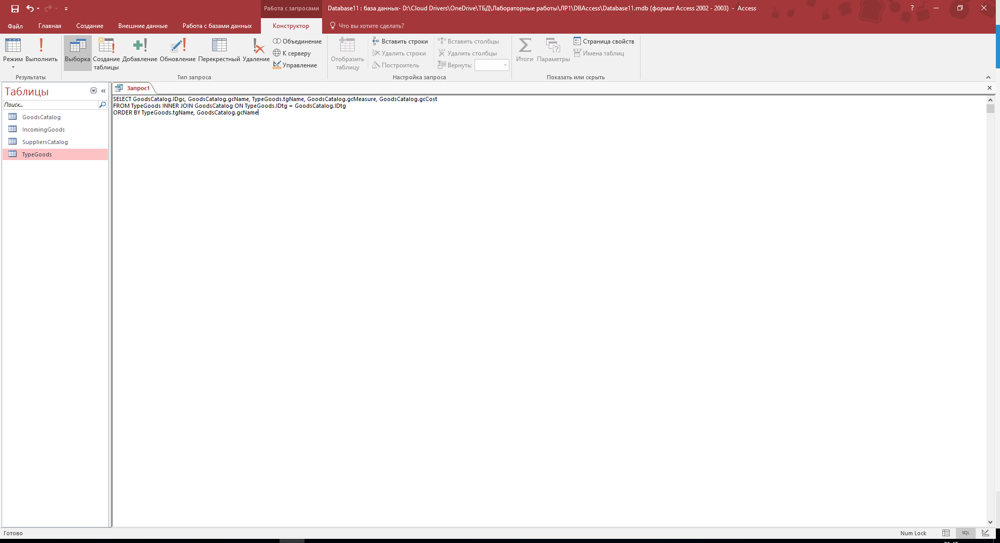 Работа с запросами
Database11 : база данных- D:\Cloud Drivers\OneDrive\ТБД\Лабораторные работы\ЛР1\DBAccess\Database11.mdb (формат Access 2002 - 2003) - Access
?
Файл Главная Создание Внешние данные Работа с базами данных Конструктор Что вы хотите сделать?
Режим
Выполнить
Результаты
Выборка
Создание
таблицы
Добавление
Обновление
Перекрестный
Удаление
Объединение
К серверу
Управление
Тип запроса
Отобразить
таблицу
Вставить строки
Удалить строки
Построитель
Вставить столбцы
Удалить столбцы
Вернуть:
Настройка запроса
Итоги
Параметры
Страница свойств
Имена таблиц
Показать или скрыть
Таблицы
Поиск...
GoodsCatalog
IncomingGoods
SuppliersCatalog
TypeGoods
Запрос1
SELECT GoodsCatalog.IDgc, GoodsCatalog.gcName, TypeGoods.tgName, GoodsCatalog.gcMeasure, GoodsCatalog.gcCost
FROM TypeGoods INNER JOIN GoodsCatalog ON TypeGoods.IDtg = GoodsCatalog.IDtg
ORDER BY TypeGoods.tgName, GoodsCatalog.gcName
Готово
Num Lock
SQL